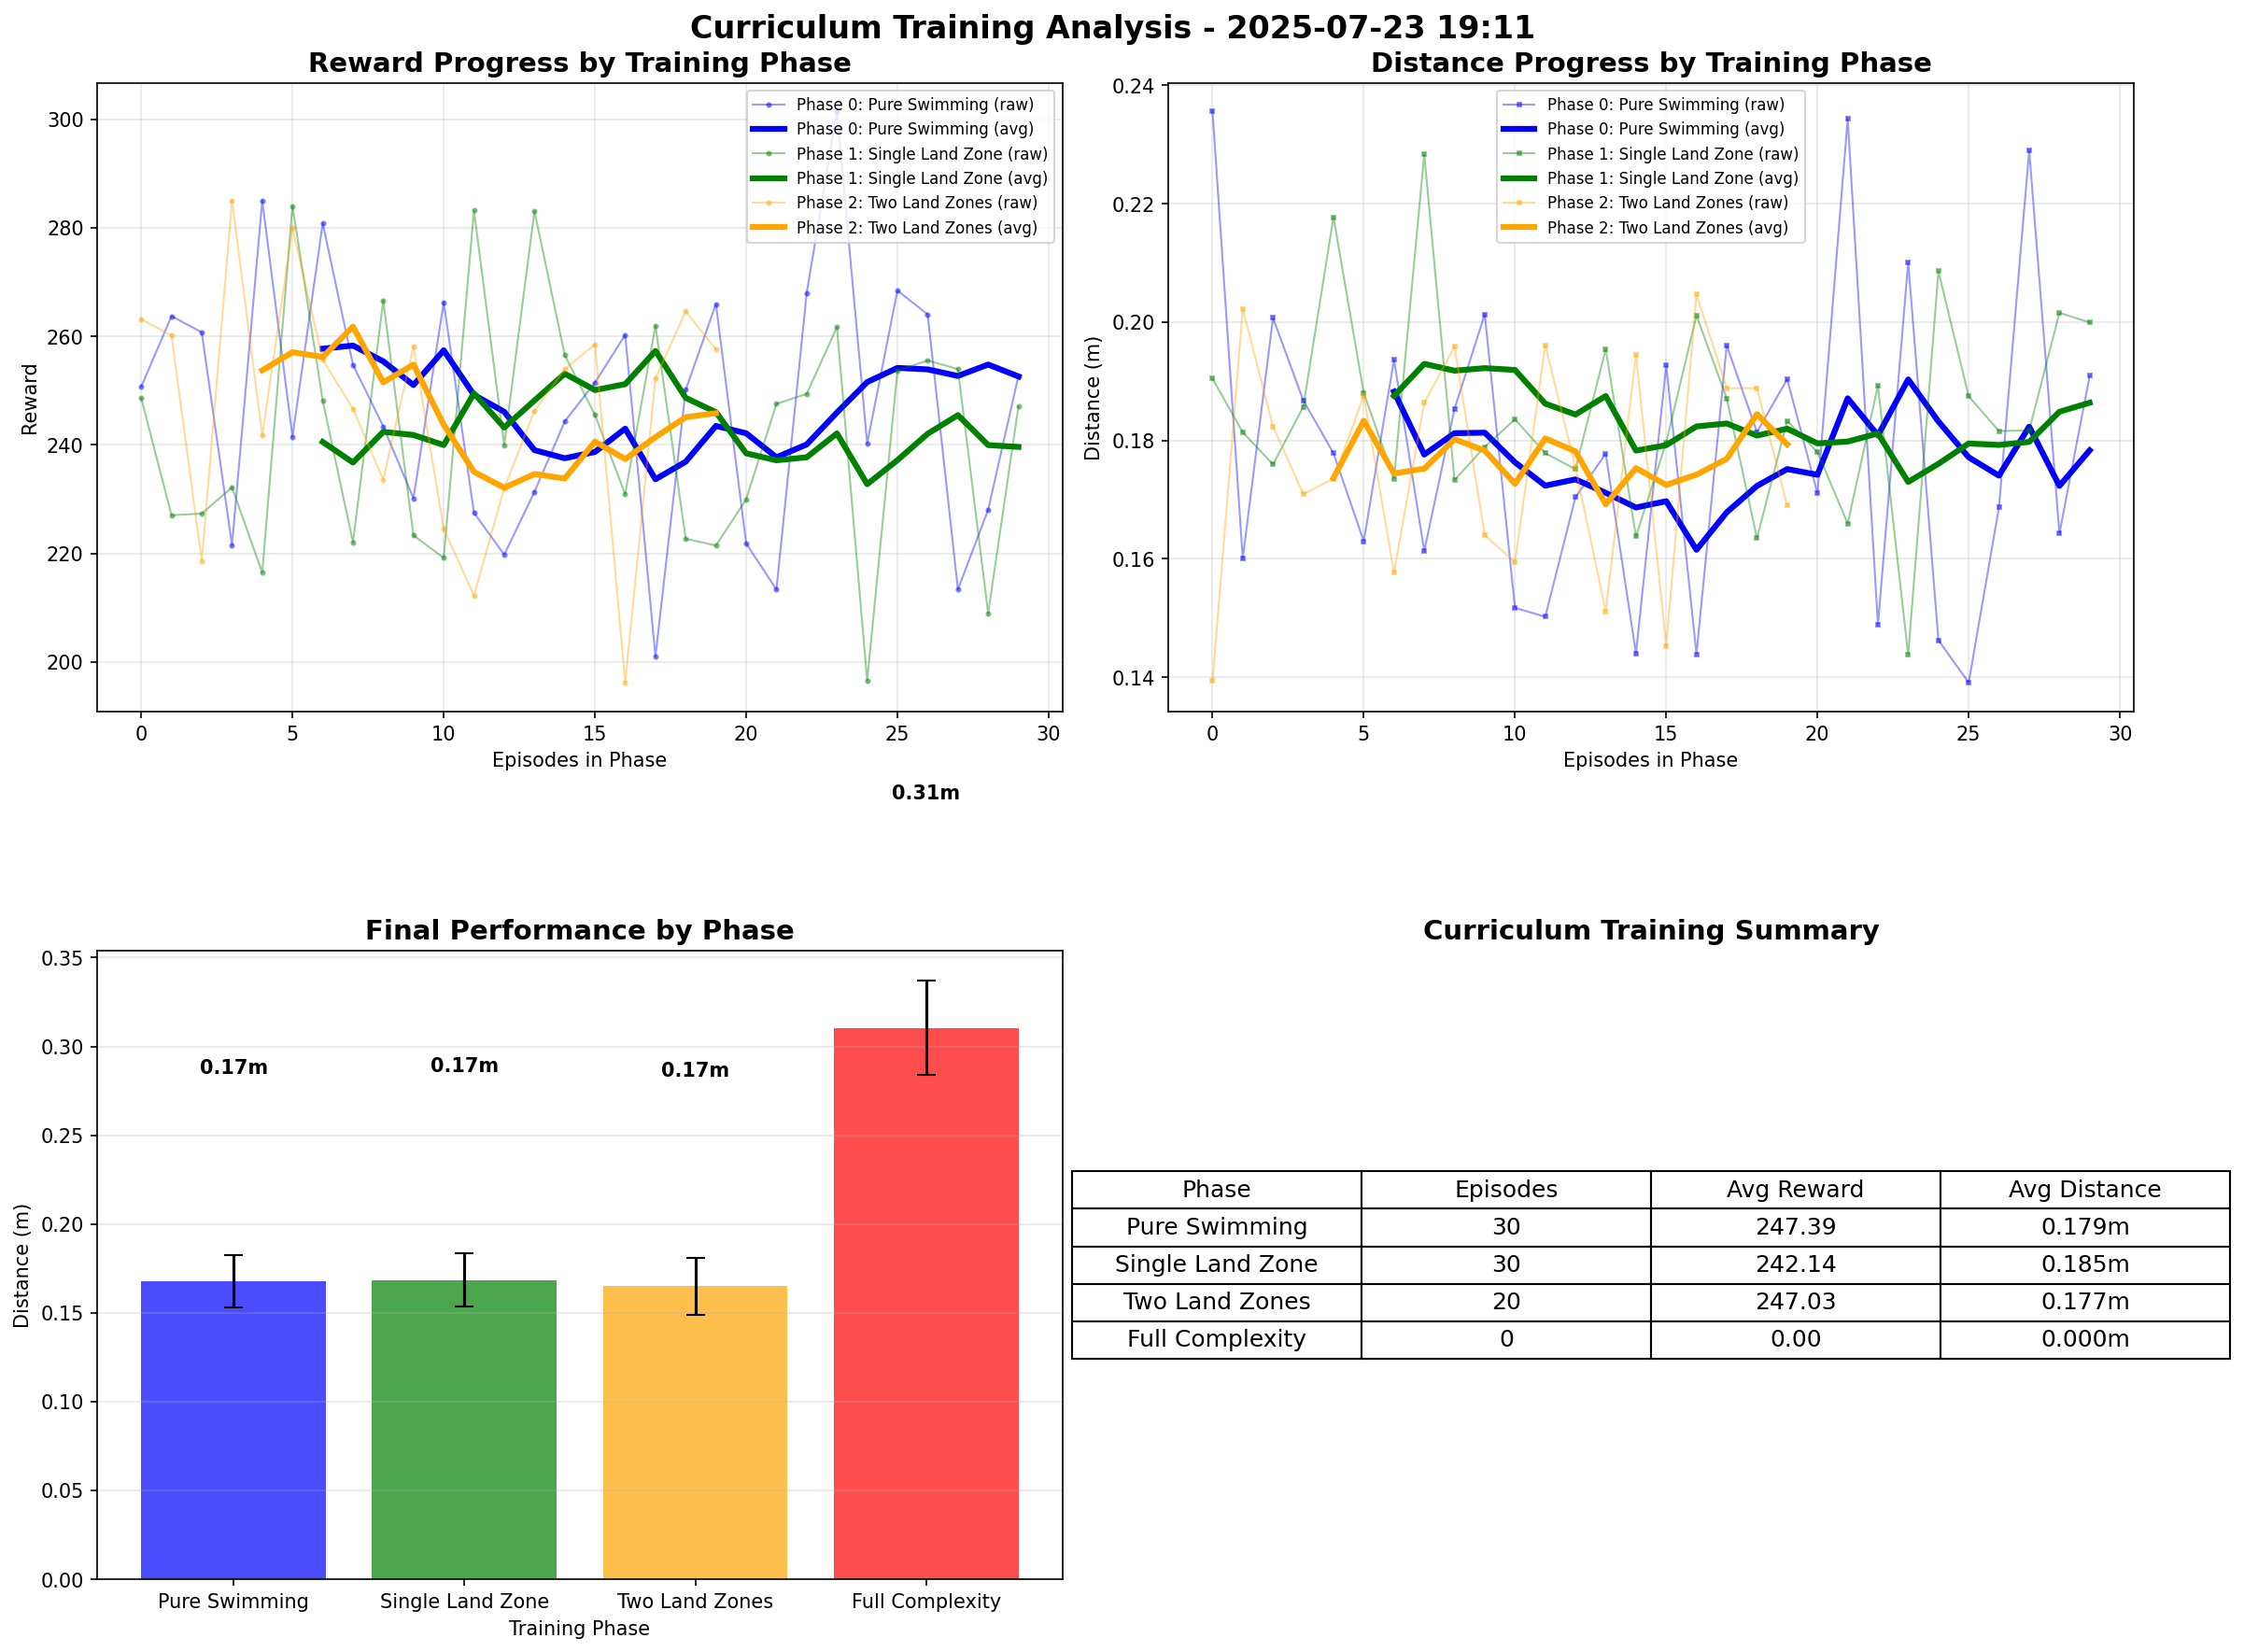 Curriculum Training Analysis - 2025-07-23 19:11
Reward Progress by Training Phase
300
280
260
240
220
200
Reward
0 5 10 15 20 25 30
Episodes in Phase
Phase 0: Pure Swimming (raw)
Phase 0: Pure Swimming (avg)
Phase 1: Single Land Zone (raw)
Phase 1: Single Land Zone (avg)
Phase 2: Two Land Zones (raw)
Phase 2: Two Land Zones (avg)
Distance Progress by Training Phase
0.24
0.22
0.20
0.18
0.16
0.14
Distance (m)
0 5 10 15 20 25 30
Episodes in Phase
Phase 0: Pure Swimming (raw)
Phase 0: Pure Swimming (avg)
Phase 1: Single Land Zone (raw)
Phase 1: Single Land Zone (avg)
Phase 2: Two Land Zones (raw)
Phase 2: Two Land Zones (avg)
0.31m
Final Performance by Phase
0.35
0.30
0.25
0.20
0.15
0.10
0.05
0.00
Distance (m)
0.17m 0.17m 0.17m
Pure Swimming Single Land Zone Two Land Zones Full Complexity
Training Phase
Curriculum Training Summary
Phase Episodes Avg Reward Avg Distance
Pure Swimming 30 247.39 0.179m
Single Land Zone 30 242.14 0.185m
Two Land Zones 20 247.03 0.177m
Full Complexity 0 0.00 0.000m